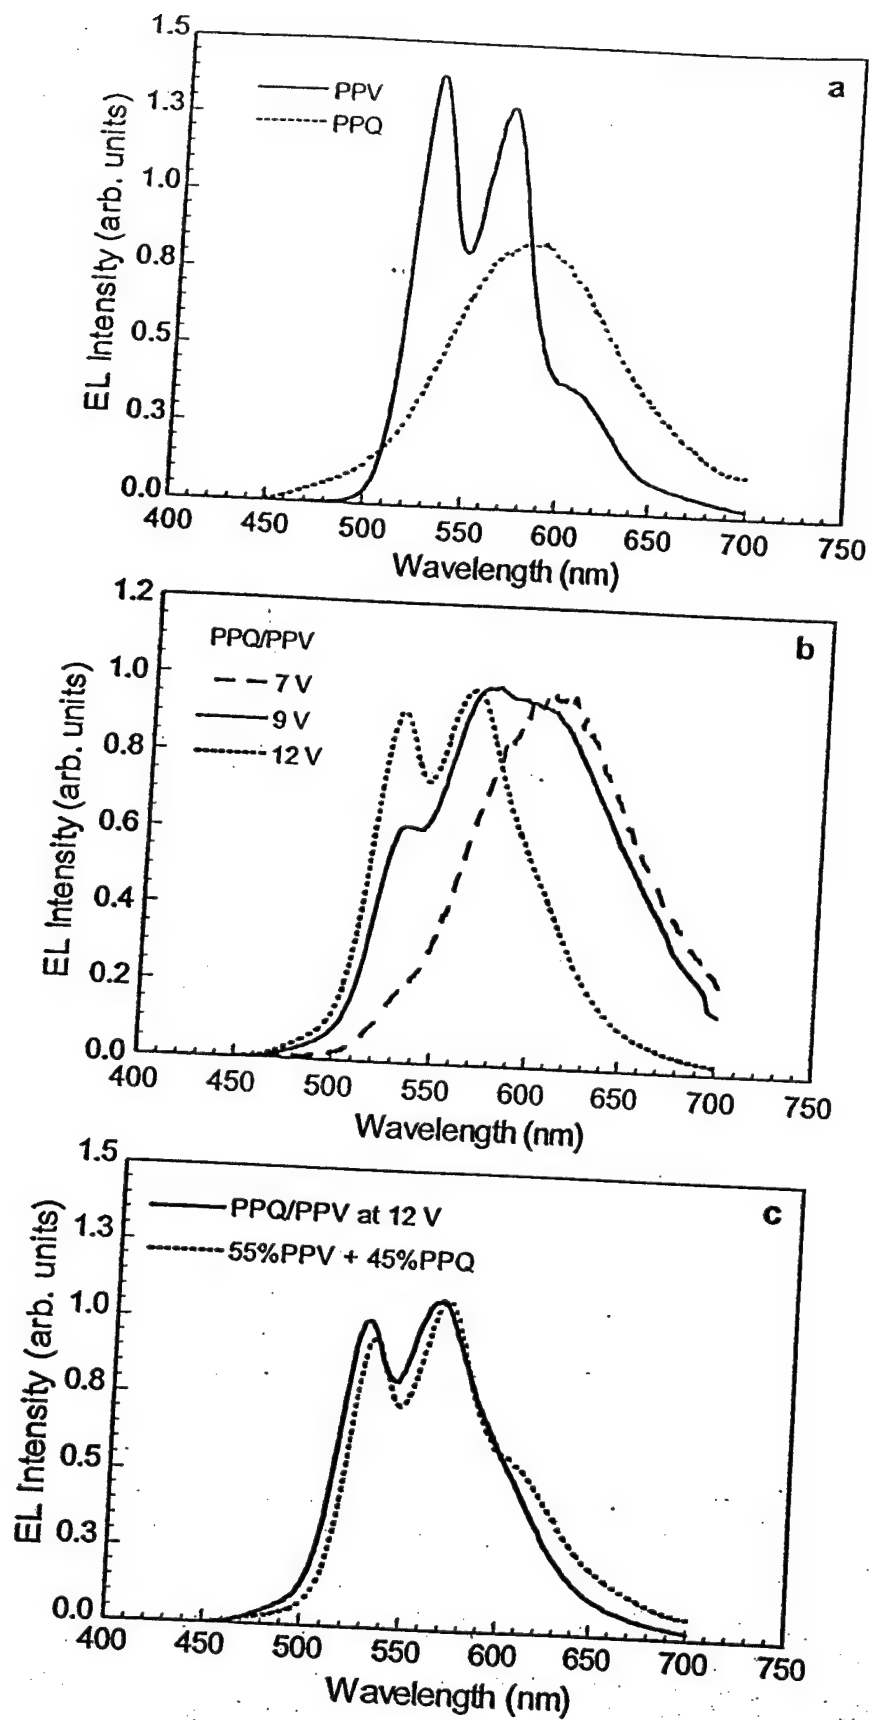 1.5
a
PPV
PPQ
1.3
1.0
0.8
0.5
0.3
0.0
EL Intensity (arb. units)
400 450 500 550 600 650 700 750
Wavelength (nm)
1.2
b
PPQ/PPV
7 V
9 V
12 V
1.0
0.8
0.6
0.4
0.2
0.0
EL Intensity (arb. units)
400 450 500 550 600 650 700 750
Wavelength (nm)
1.5
c
PPQ/PPV at 12 V
55%PPV + 45%PPQ
1.3
1.0
0.8
0.5
0.3
0.0
EL Intensity (arb. units)
400 450 500 550 600 650 700 750
Wavelength (nm)